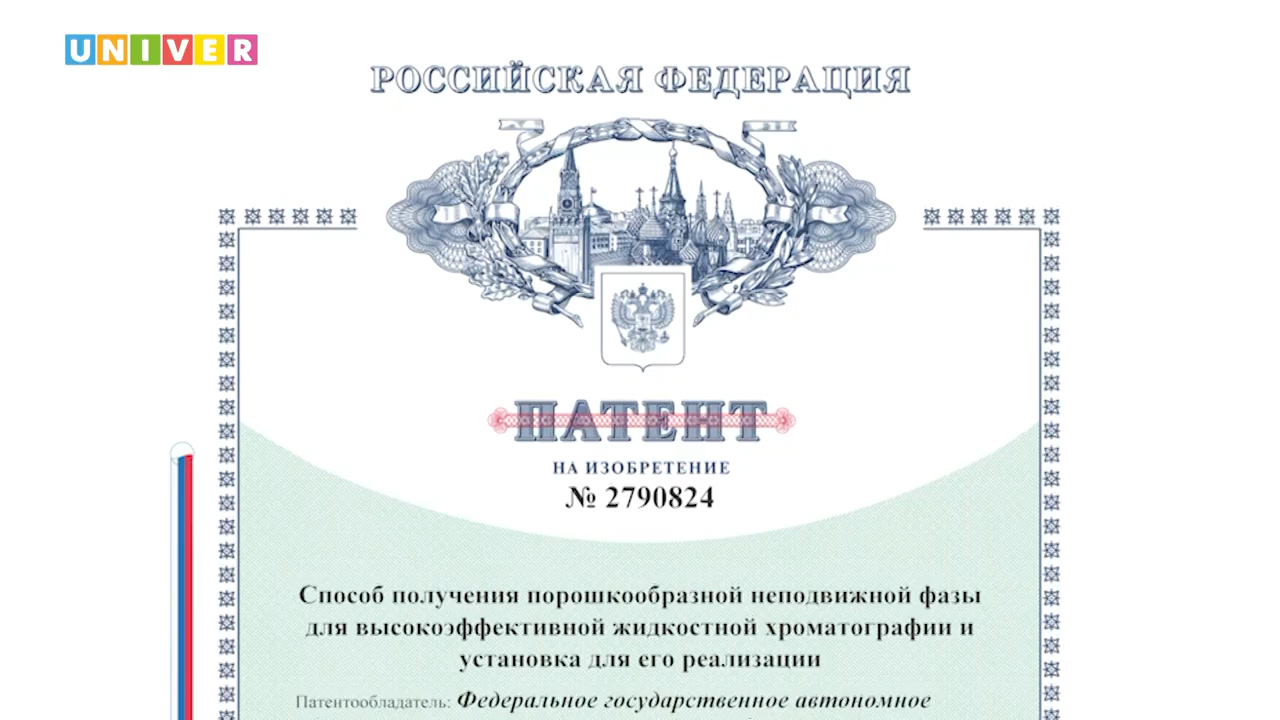 UNIVER
РОССИЙСКАЯ ФЕДЕРАЦИЯ
ПАТЕНТ
НА ИЗОБРЕТЕНИЕ
№ 2790824
Способ получения порошкообразной неподвижной фазы
для высокоэффективной жидкостной хроматографии и
установка для его реализации
Патентообладатель: Федеральное государственное автономное